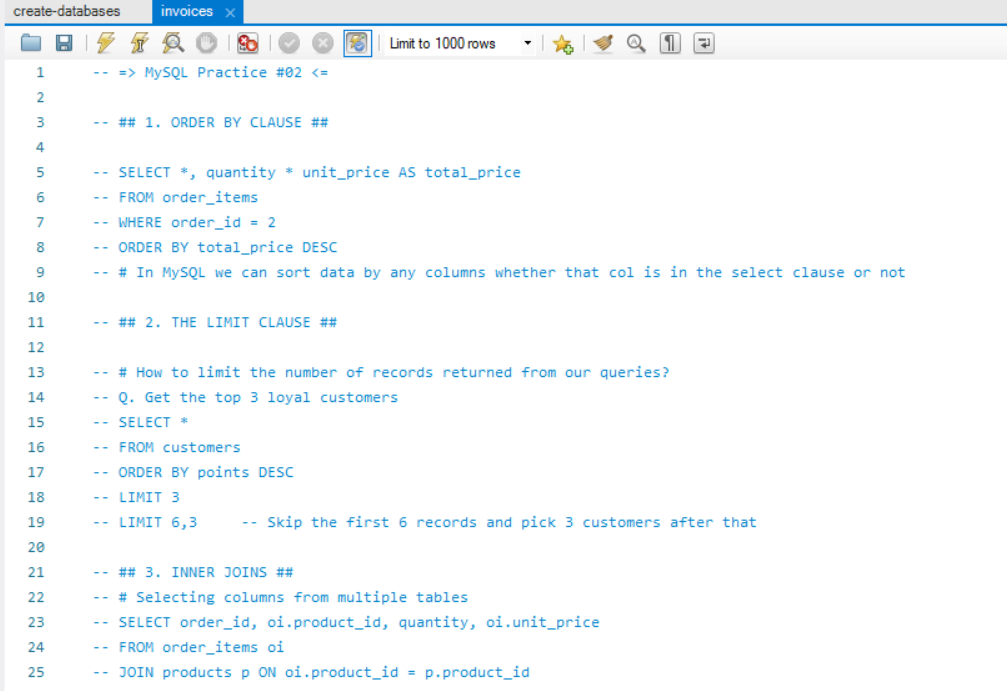 create-databases invoices ×
Limit to 1000 rows
1 -- => MySQL Practice #02 <=
2
3 -- ## 1. ORDER BY CLAUSE ##
4
5 -- SELECT *, quantity * unit_price AS total_price
6 -- FROM order_items
7 -- WHERE order_id = 2
8 -- ORDER BY total_price DESC
9 -- # In MySQL we can sort data by any columns whether that col is in the select clause or not
10
11 -- ## 2. THE LIMIT CLAUSE ##
12
13 -- # How to limit the number of records returned from our queries?
14 -- Q. Get the top 3 loyal customers
15 -- SELECT *
16 -- FROM customers
17 -- ORDER BY points DESC
18 -- LIMIT 3
19 -- LIMIT 6,3 -- Skip the first 6 records and pick 3 customers after that
20
21 -- ## 3. INNER JOINS ##
22 -- # Selecting columns from multiple tables
23 -- SELECT order_id, oi.product_id, quantity, oi.unit_price
24 -- FROM order_items oi
25 -- JOIN products p ON oi.product_id = p.product_id